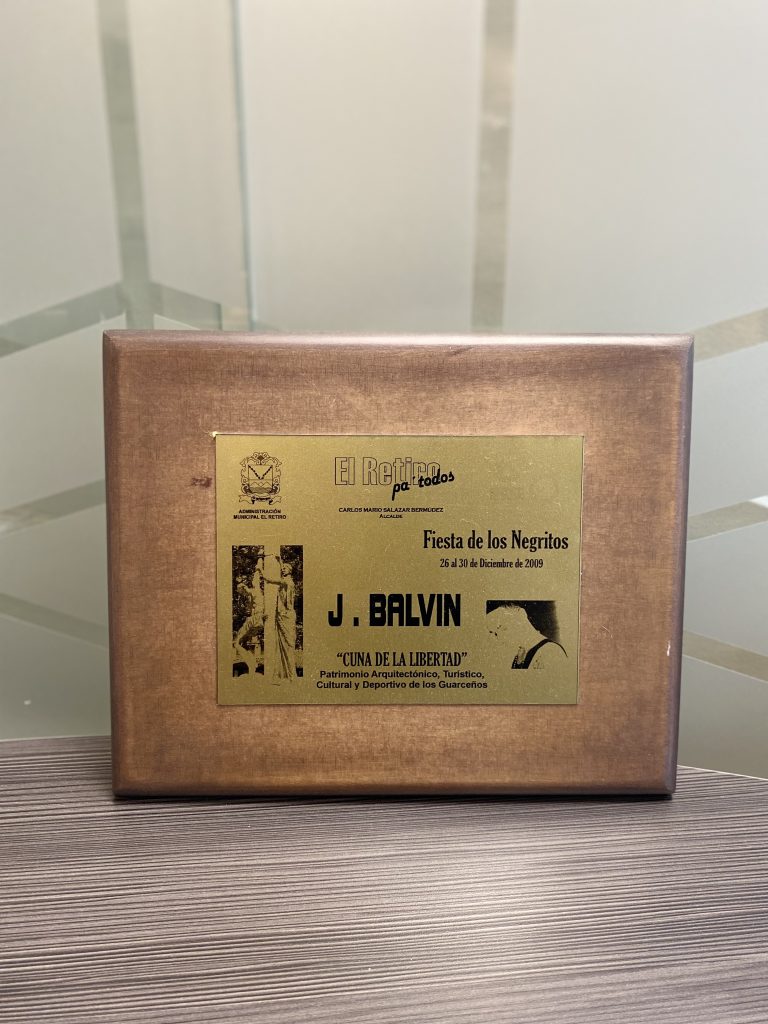 El Retiro
pa' todos
ADMINISTRACIÓN
MUNICIPAL EL RETIRO
CARLOS MARIO SALAZAR BERMÚDEZ
ALCALDE
Fiesta de los Negritos
26 al 30 de Diciembre de 2009
J. BALVIN
“CUNA DE LA LIBERTAD”
Patrimonio Arquitectónico, Turistico,
Cultural y Deportivo de los Guarceños